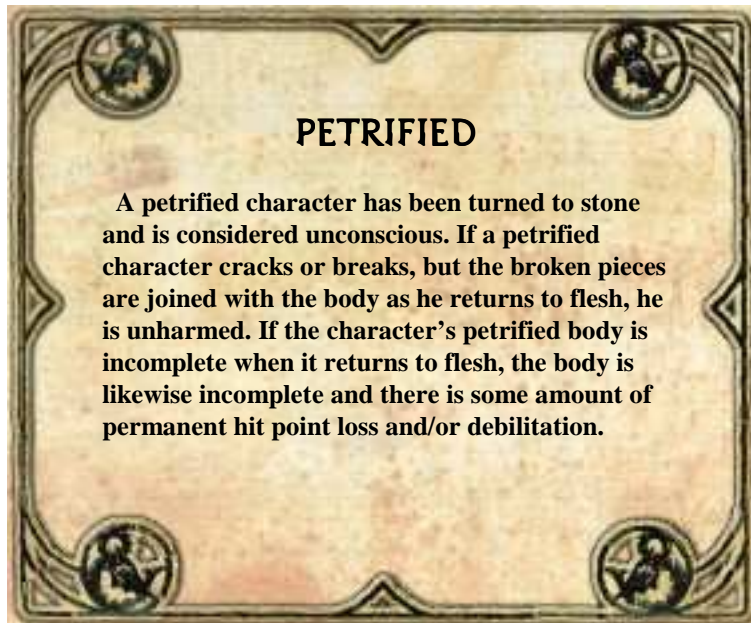 PETRIFIED
A petrified character has been turned to stone
and is considered unconscious. If a petrified
character cracks or breaks, but the broken pieces
are joined with the body as he returns to flesh, he
is unharmed. If the character’s petrified body is
incomplete when it returns to flesh, the body is
likewise incomplete and there is some amount of
permanent hit point loss and/or debilitation.